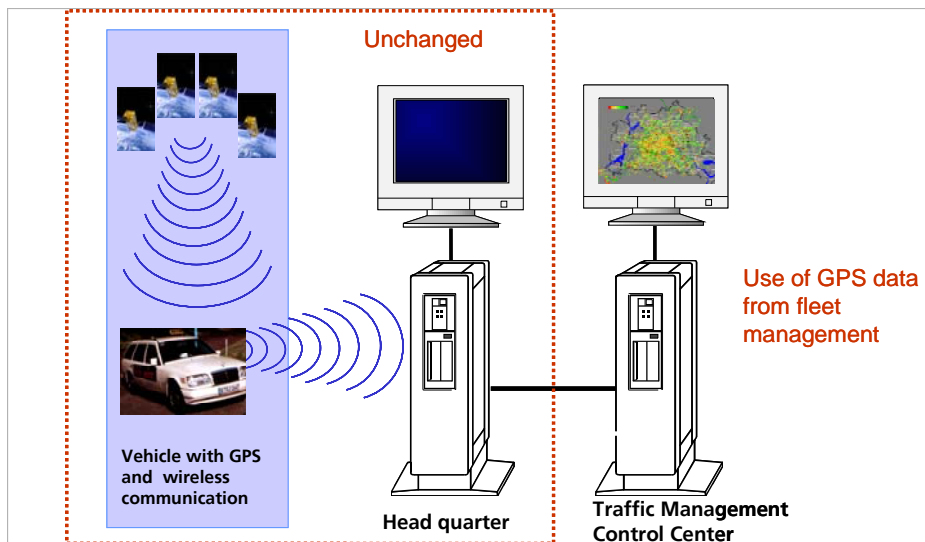 Unchanged
Use of GPS data
from fleet
management
Vehicle with GPS
and wireless
communication
Head quarter
Traffic Management
Control Center